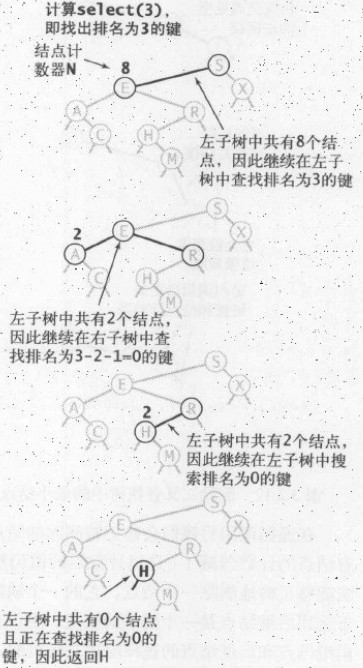 计算select(3),
即找出排名为3的键
结点计
数器N
8
S
E
X
A
R
C
H
M
左子树中共有8个结
点，因此继续在左子
树中查找排名为3的键
S
2
E
X
A
R
C
H
M
左子树中共有2个结点，
因此继续在右子树中查
找排名为3-2-1=0的键
S
E
X
A
2
R
C
H
M
左子树中共有2个结点，
因此继续在左子树中搜
索排名为0的键
S
E
X
A
R
C
H
M
左子树中共有0个结点
且正在查找排名为0的
键，因此返回H